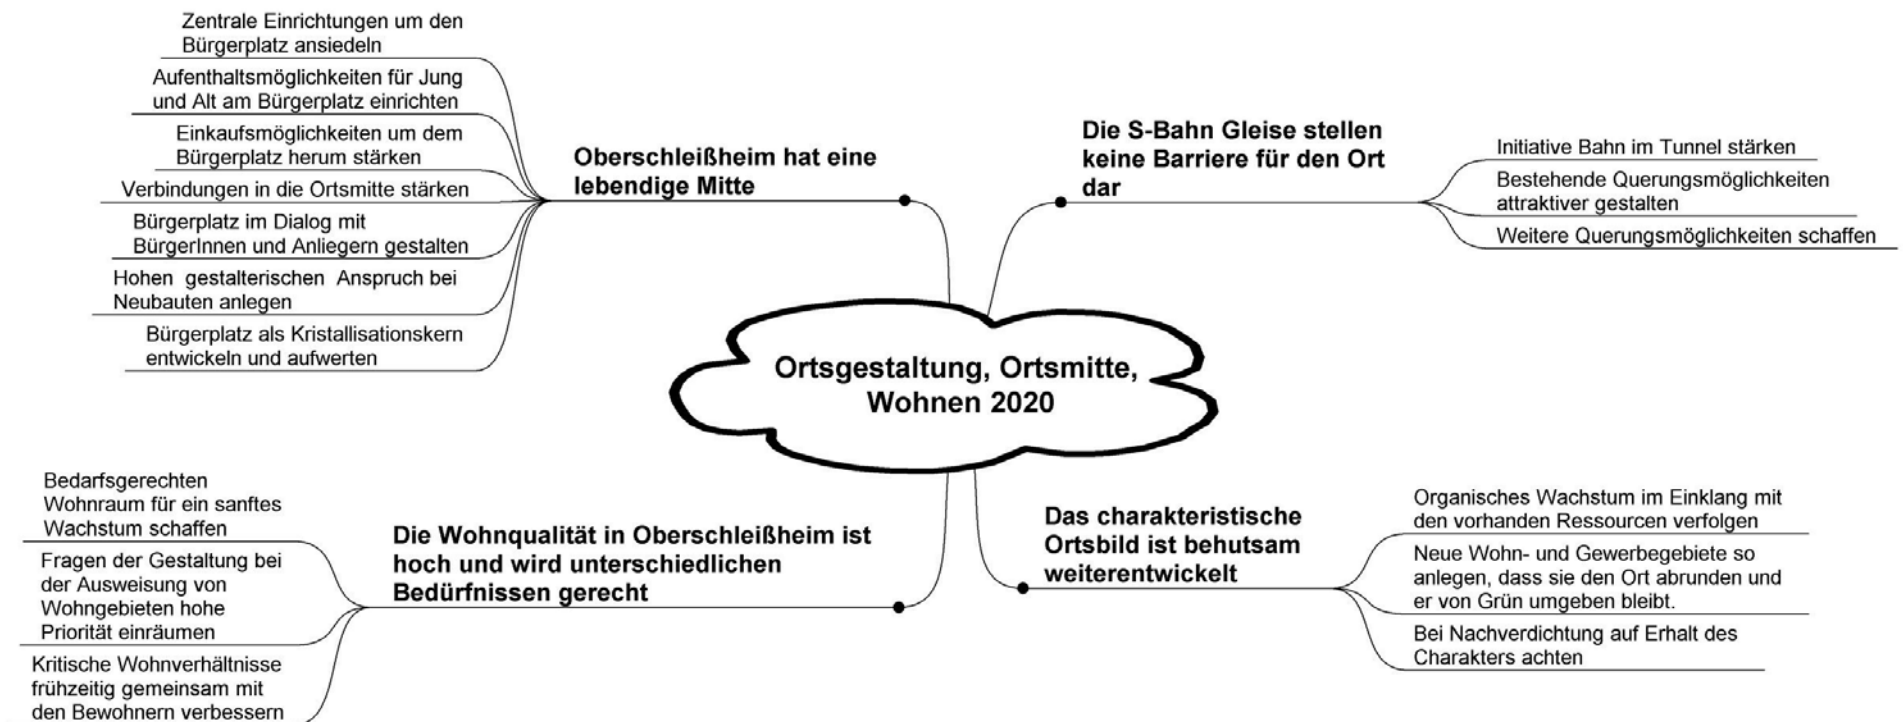 Zentrale Einrichtungen um den
Bürgerplatz ansiedeln
Aufenthaltsmöglichkeiten für Jung
und Alt am Bürgerplatz einrichten
Einkaufsmöglichkeiten um dem
Bürgerplatz herum stärken
Verbindungen in die Ortsmitte stärken
Bürgerplatz im Dialog mit
BürgerInnen und Anliegern gestalten
Hohen gestalterischen Anspruch bei
Neubauten anlegen
Bürgerplatz als Kristallisationskern
entwickeln und aufwerten
Oberschleißheim hat eine
lebendige Mitte
Die S-Bahn Gleise stellen
keine Barriere für den Ort
dar
Initiative Bahn im Tunnel stärken
Bestehende Querungsmöglichkeiten
attraktiver gestalten
Weitere Querungsmöglichkeiten schaffen
Ortsgestaltung, Ortsmitte,
Wohnen 2020
Bedarfsgerechten
Wohnraum für ein sanftes
Wachstum schaffen
Fragen der Gestaltung bei
der Ausweisung von
Wohngebieten hohe
Priorität einräumen
Kritische Wohnverhältnisse
frühzeitig gemeinsam mit
den Bewohnern verbessern
Die Wohnqualität in Oberschleißheim ist
hoch und wird unterschiedlichen
Bedürfnissen gerecht
Das charakteristische
Ortsbild ist behutsam
weiterentwickelt
Organisches Wachstum im Einklang mit
den vorhanden Ressourcen verfolgen
Neue Wohn- und Gewerbegebiete so
anlegen, dass sie den Ort abrunden und
er von Grün umgeben bleibt.
Bei Nachverdichtung auf Erhalt des
Charakters achten